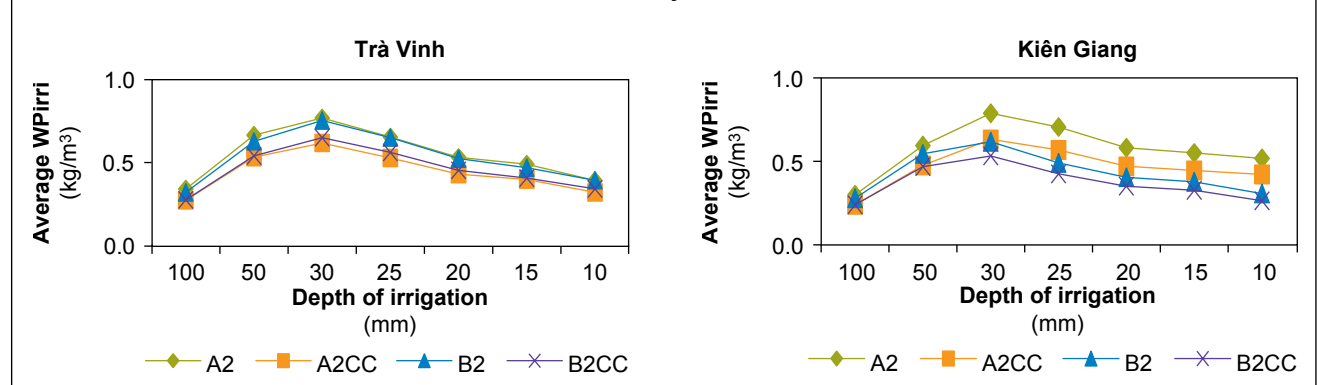 Trà Vinh
Average WPirri
(kg/m³)
1.0
0.5
0.0
100 50 30 25 20 15 10
Depth of irrigation
(mm)
A2 A2CC B2 B2CC
Kiên Giang
Average WPirri
(kg/m³)
1.0
0.5
0.0
100 50 30 25 20 15 10
Depth of irrigation
(mm)
A2 A2CC B2 B2CC